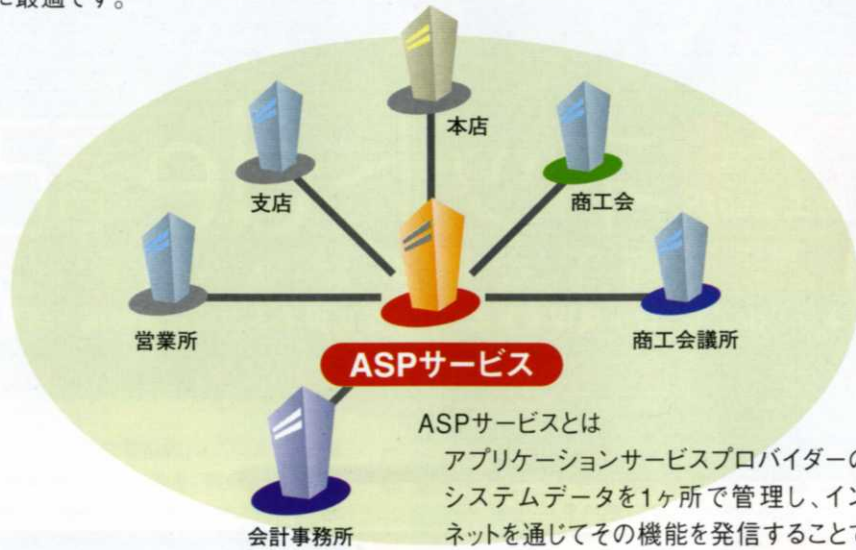 最適です。
本店
支店
商工会
営業所
商工会議所
ASPサービス
会計事務所
ASPサービスとは
アプリケーションサービスプロバイダーの
システムデータを1ヶ所で管理し、イン
ネットを通じてその機能を発信することで